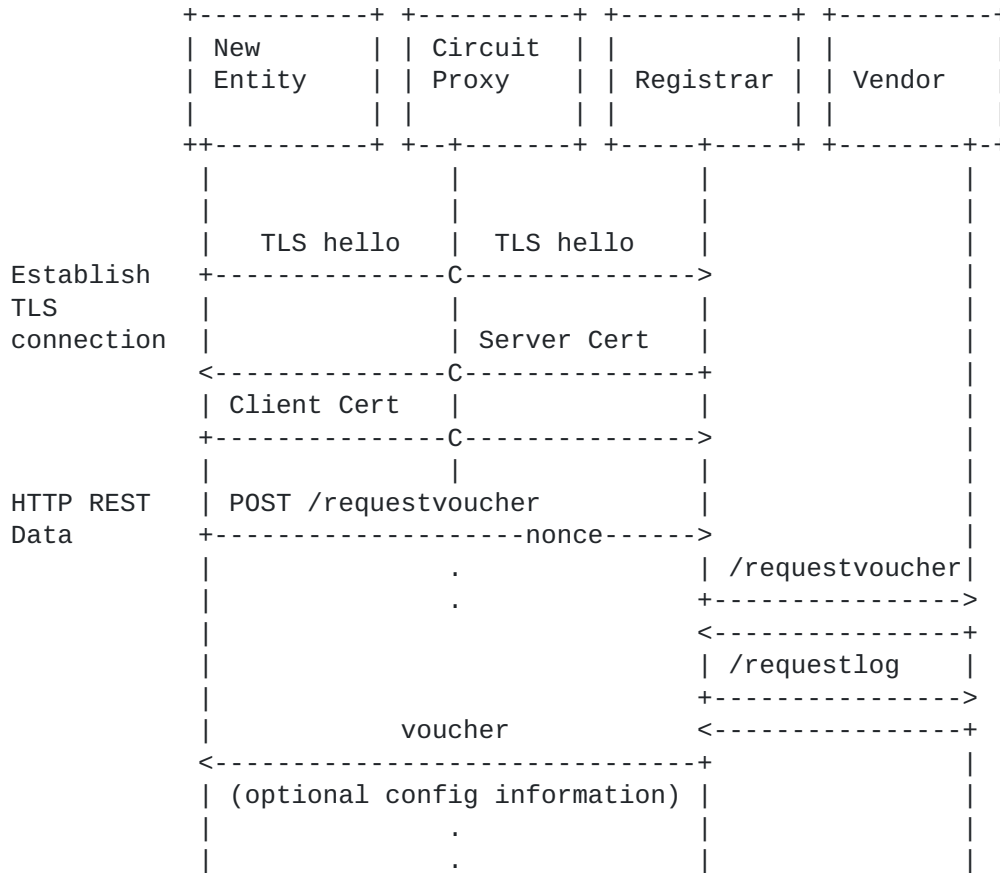 New Circuit
Entity Proxy Registrar Vendor
TLS hello TLS hello
Establish C
TLS
connection Server Cert
C
Client Cert
C
HTTP REST POST /requestvoucher
Data nonce
/requestvoucher
/requestlog
voucher
(optional config information)